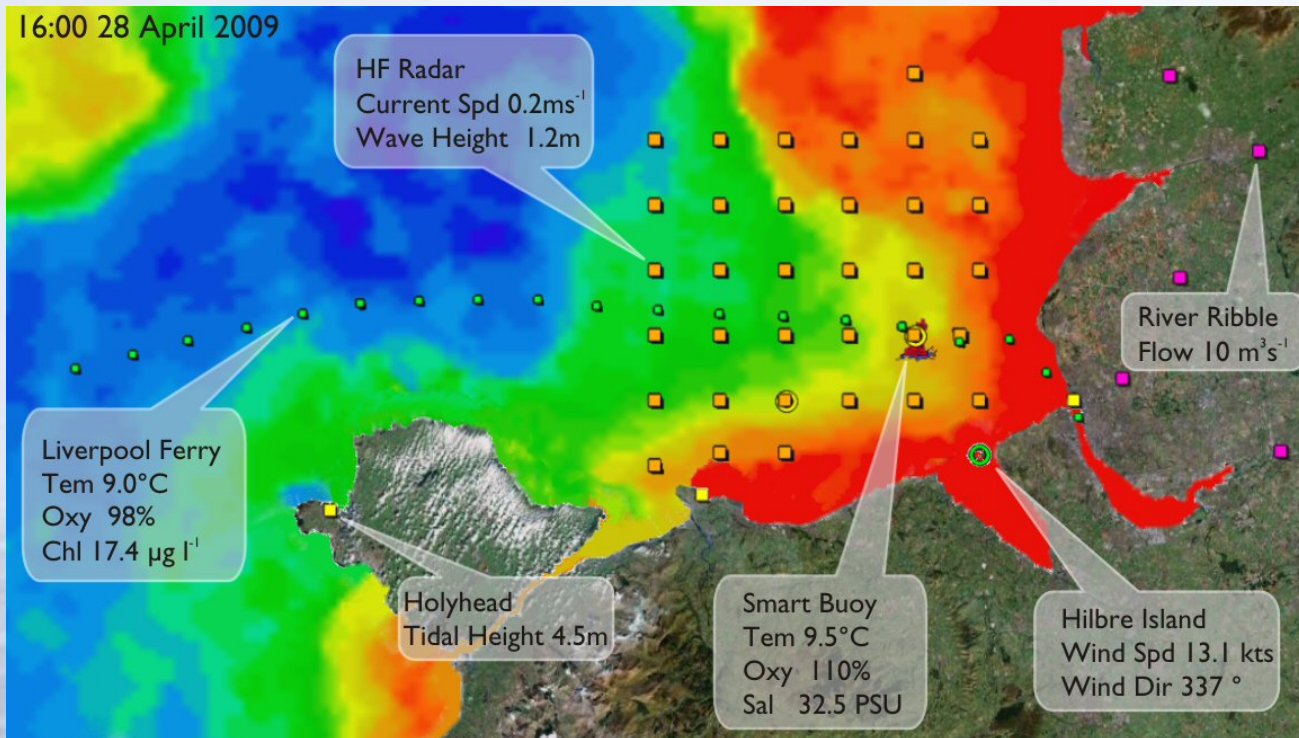 16:00 28 April 2009
HF Radar
Current Spd 0.2ms⁻¹
Wave Height 1.2m
River Ribble
Flow 10 m³s⁻¹
Liverpool Ferry
Tem 9.0°C
Oxy 98%
Chl 17.4 µg l⁻¹
Holyhead
Tidal Height 4.5m
Smart Buoy
Tem 9.5°C
Oxy 110%
Sal 32.5 PSU
Hilbre Island
Wind Spd 13.1 kts
Wind Dir 337 °